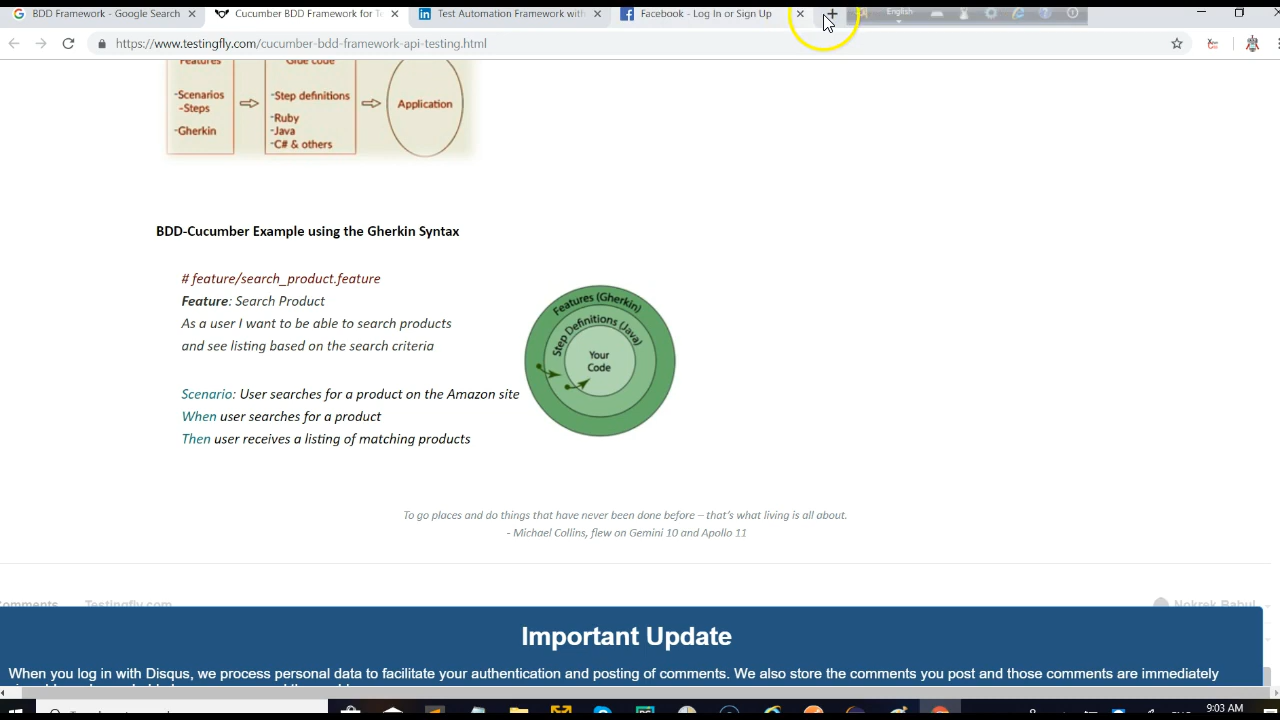 BDD Framework - Google Search
Cucumber BDD Framework for Te
Test Automation Framework with
Facebook - Log In or Sign Up
English
https://www.testingfly.com/cucumber-bdd-framework-api-testing.html
Features
Glue code
-Scenarios
-Steps
-Gherkin
-Step definitions
-Ruby
-Java
-C# & others
Application
BDD-Cucumber Example using the Gherkin Syntax
# feature/search_product.feature
Feature: Search Product
As a user I want to be able to search products
and see listing based on the search criteria
Scenario: User searches for a product on the Amazon site
When user searches for a product
Then user receives a listing of matching products
Features (Gherkin)
Step Definitions (Java)
Your
Code
To go places and do things that have never been done before – that's what living is all about.
- Michael Collins, flew on Gemini 10 and Apollo 11
Comments
Testingfly.com
Nokrek Babul
Important Update
When you log in with Disqus, we process personal data to facilitate your authentication and posting of comments. We also store the comments you post and those comments are immediately
9:03 AM